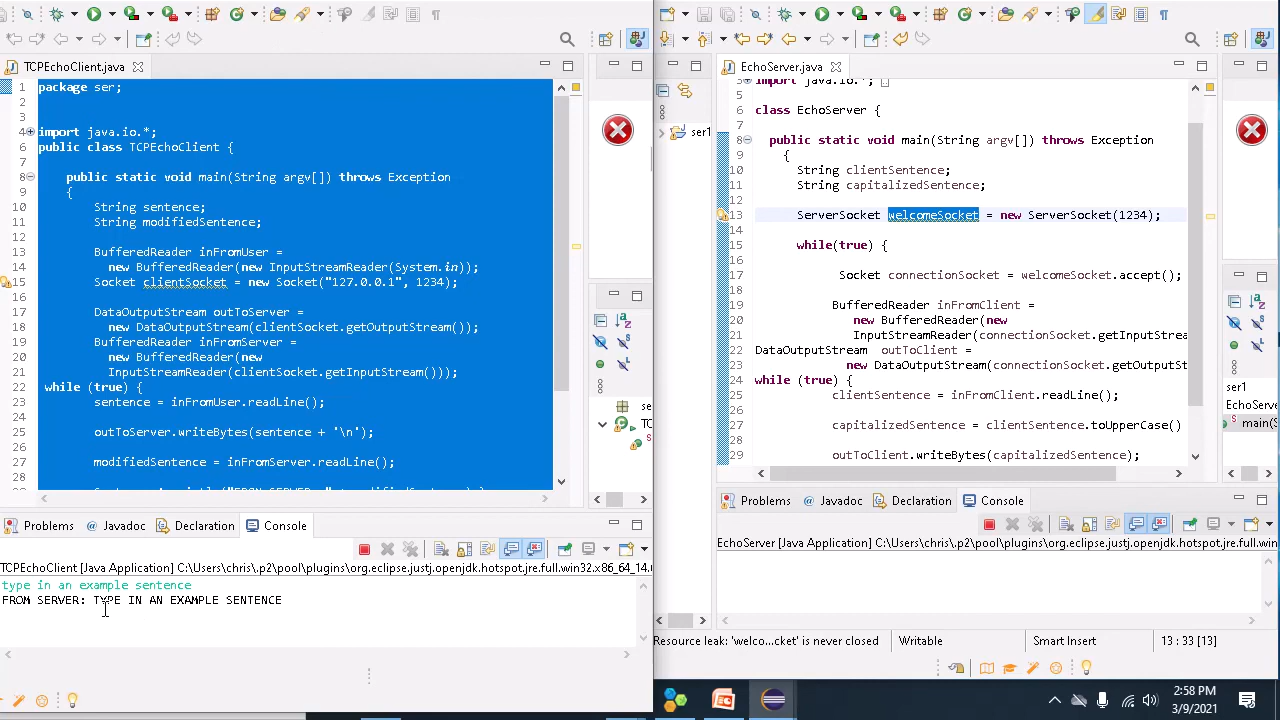 TCPEchoClient.java
1 package ser;
2
3
4 import java.io.*;
6 public class TCPEchoClient {
7
8 public static void main(String argv[]) throws Exception
9 {
10 String sentence;
11 String modifiedSentence;
12
13 BufferedReader inFromUser =
14 new BufferedReader(new InputStreamReader(System.in));
15 Socket clientSocket = new Socket("127.0.0.1", 1234);
16
17 DataOutputStream outToServer =
18 new DataOutputStream(clientSocket.getOutputStream());
19 BufferedReader inFromServer =
20 new BufferedReader(new
21 InputStreamReader(clientSocket.getInputStream()));
22 while (true) {
23 sentence = inFromUser.readLine();
24
25 outToServer.writeBytes(sentence + '\n');
26
27 modifiedSentence = inFromServer.readLine();
28
Problems @ Javadoc Declaration Console
TCPEchoClient [Java Application] C:\Users\chris\.p2\pool\plugins\org.eclipse.justj.openjdk.hotspot.jre.full.win32.x86_64_14.
type in an example sentence
FROM SERVER: TYPE IN AN EXAMPLE SENTENCE
se
TC
S
EchoServer.java
ser1
3 import java.io.*;
6 class EchoServer {
7
8 public static void main(String argv[]) throws Exception
9 {
10 String clientSentence;
11 String capitalizedSentence;
12
13 ServerSocket welcomeSocket = new ServerSocket(1234);
14
15 while(true) {
16
17 Socket connectionSocket = welcomeSocket.accept();
18
19 BufferedReader inFromClient =
20 new BufferedReader(new
21 InputStreamReader(connectionSocket.getInputStrea
22 DataOutputStream outToClient =
23 new DataOutputStream(connectionSocket.getOutputSt
24 while (true) {
25 clientSentence = inFromClient.readLine();
26
27 capitalizedSentence = clientSentence.toUpperCase()
28
29 outToClient.writeBytes(capitalizedSentence);
ser1
EchoServe
main(
Problems @ Javadoc Declaration Console
EchoServer [Java Application] C:\Users\chris\.p2\pool\plugins\org.eclipse.justj.openjdk.hotspot.jre.full.win
Resource leak: 'welco...cket' is never closed Writable Smart Insert 13 : 33 [13]
2:58 PM
3/9/2021